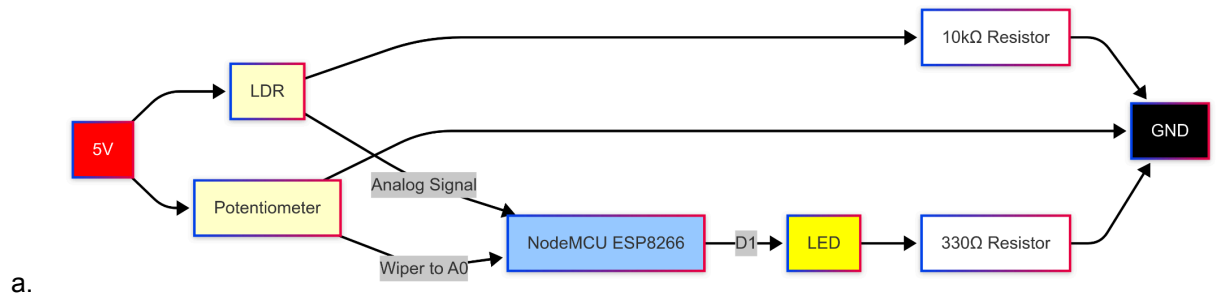 10kΩ Resistor
LDR
5V
GND
Analog Signal
Potentiometer
NodeMCU ESP8266
D1
LED
330Ω Resistor
Wiper to A0
a.